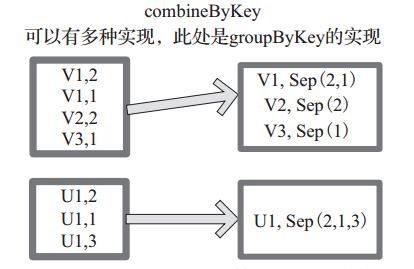 combineByKey
可以有多种实现，此处是groupByKey的实现
V1,2
V1,1
V2,2
V3,1
V1, Sep(2,1)
V2, Sep(2)
V3, Sep(1)
U1,2
U1,1
U1,3
U1, Sep(2,1,3)